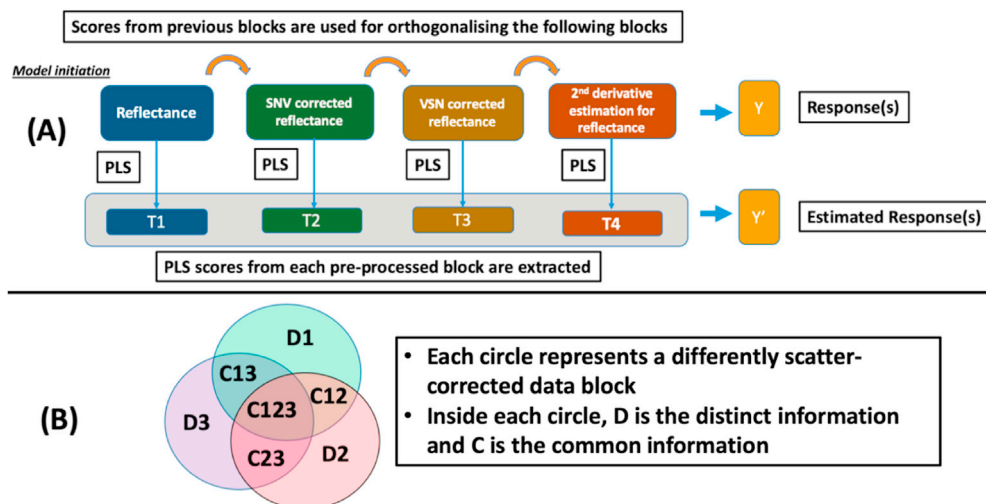 Scores from previous blocks are used for orthogonalising the following blocks
Model initiation
(A)
Reflectance
SNV corrected
reflectance
VSN corrected
reflectance
2nd derivative
estimation for
reflectance
Y
Response(s)
PLS
PLS
PLS
PLS
T1
T2
T3
T4
Y'
Estimated Response(s)
PLS scores from each pre-processed block are extracted
(B)
D1
C13
C12
C123
D3
C23
D2
• Each circle represents a differently scatter-
corrected data block
• Inside each circle, D is the distinct information
and C is the common information